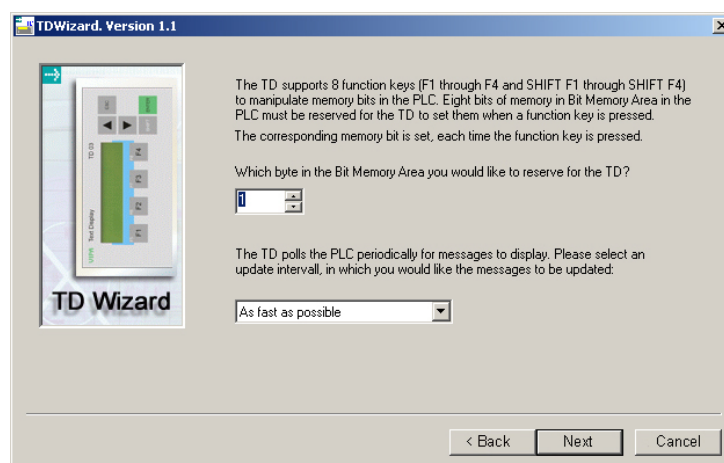 TDWizard. Version 1.1
The TD supports 8 function keys (F1 through F4 and SHIFT F1 through SHIFT F4)
to manipulate memory bits in the PLC. Eight bits of memory in Bit Memory Area in the
PLC must be reserved for the TD to set them when a function key is pressed.
The corresponding memory bit is set, each time the function key is pressed.
Which byte in the Bit Memory Area you would like to reserve for the TD?
1
The TD polls the PLC periodically for messages to display. Please select an
update intervall, in which you would like the messages to be updated:
As fast as possible
TD 03
Text Display
F1
F2
F3
F4
TD Wizard
< Back
Next
Cancel